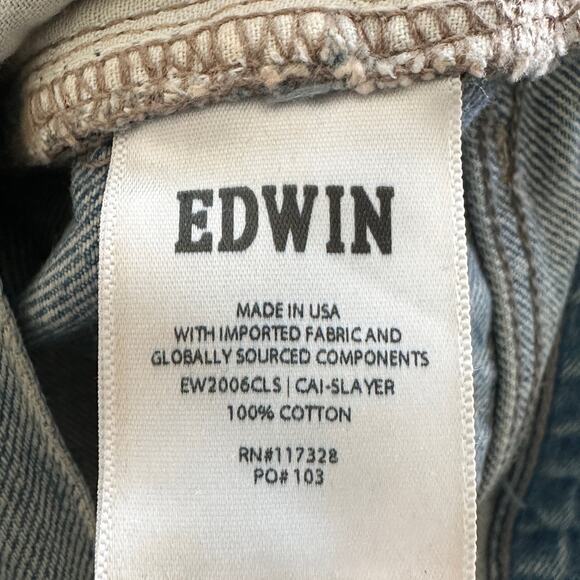 EDWIN
MADE IN USA
WITH IMPORTED FABRIC AND
GLOBALLY SOURCED COMPONENTS
EW2006CLS | CAI-SLAYER
100% COTTON
RN#117328
PO# 103